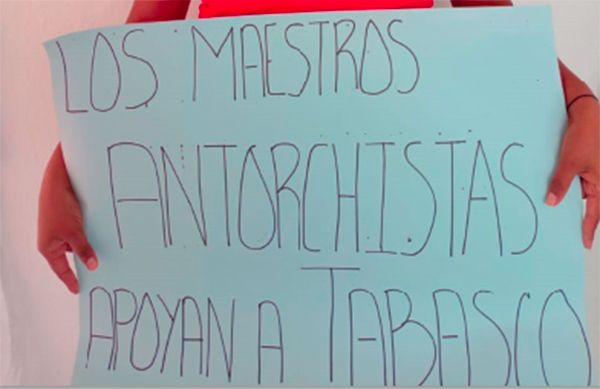 LOS MAESTROS
ANTORCHISTAS
APOYAN A TABASCO